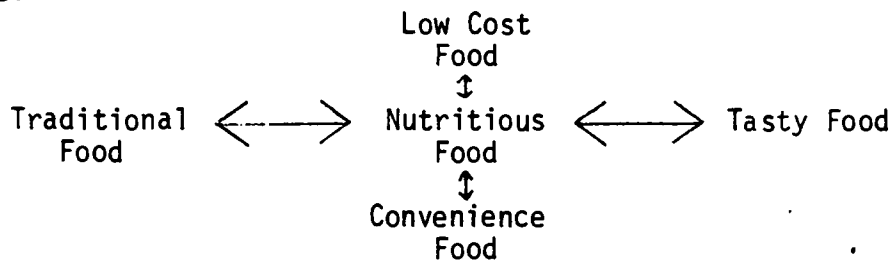 Low Cost
Food
Traditional Nutritious Tasty Food
Food Food
Convenience
Food